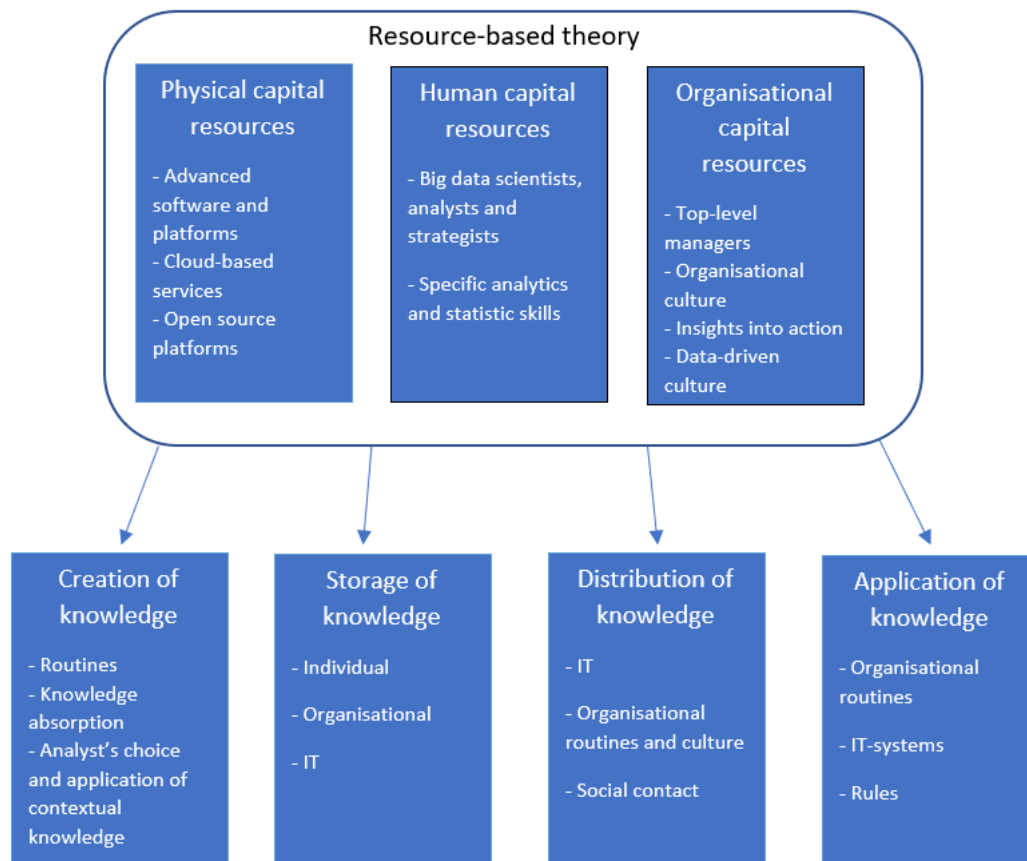 Resource-based theory
Physical capital
resources
- Advanced
software and
platforms
- Cloud-based
services
- Open source
platforms
Human capital
resources
- Big data scientists,
analysts and
strategists
- Specific analytics
and statistic skills
Organisational
capital
resources
- Top-level
managers
- Organisational
culture
- Insights into action
- Data-driven
culture
Creation of
knowledge
- Routines
- Knowledge
absorption
- Analyst’s choice
and application of
contextual
knowledge
Storage of
knowledge
- Individual
- Organisational
- IT
Distribution of
knowledge
- IT
- Organisational
routines and culture
- Social contact
Application of
knowledge
- Organisational
routines
- IT-systems
- Rules